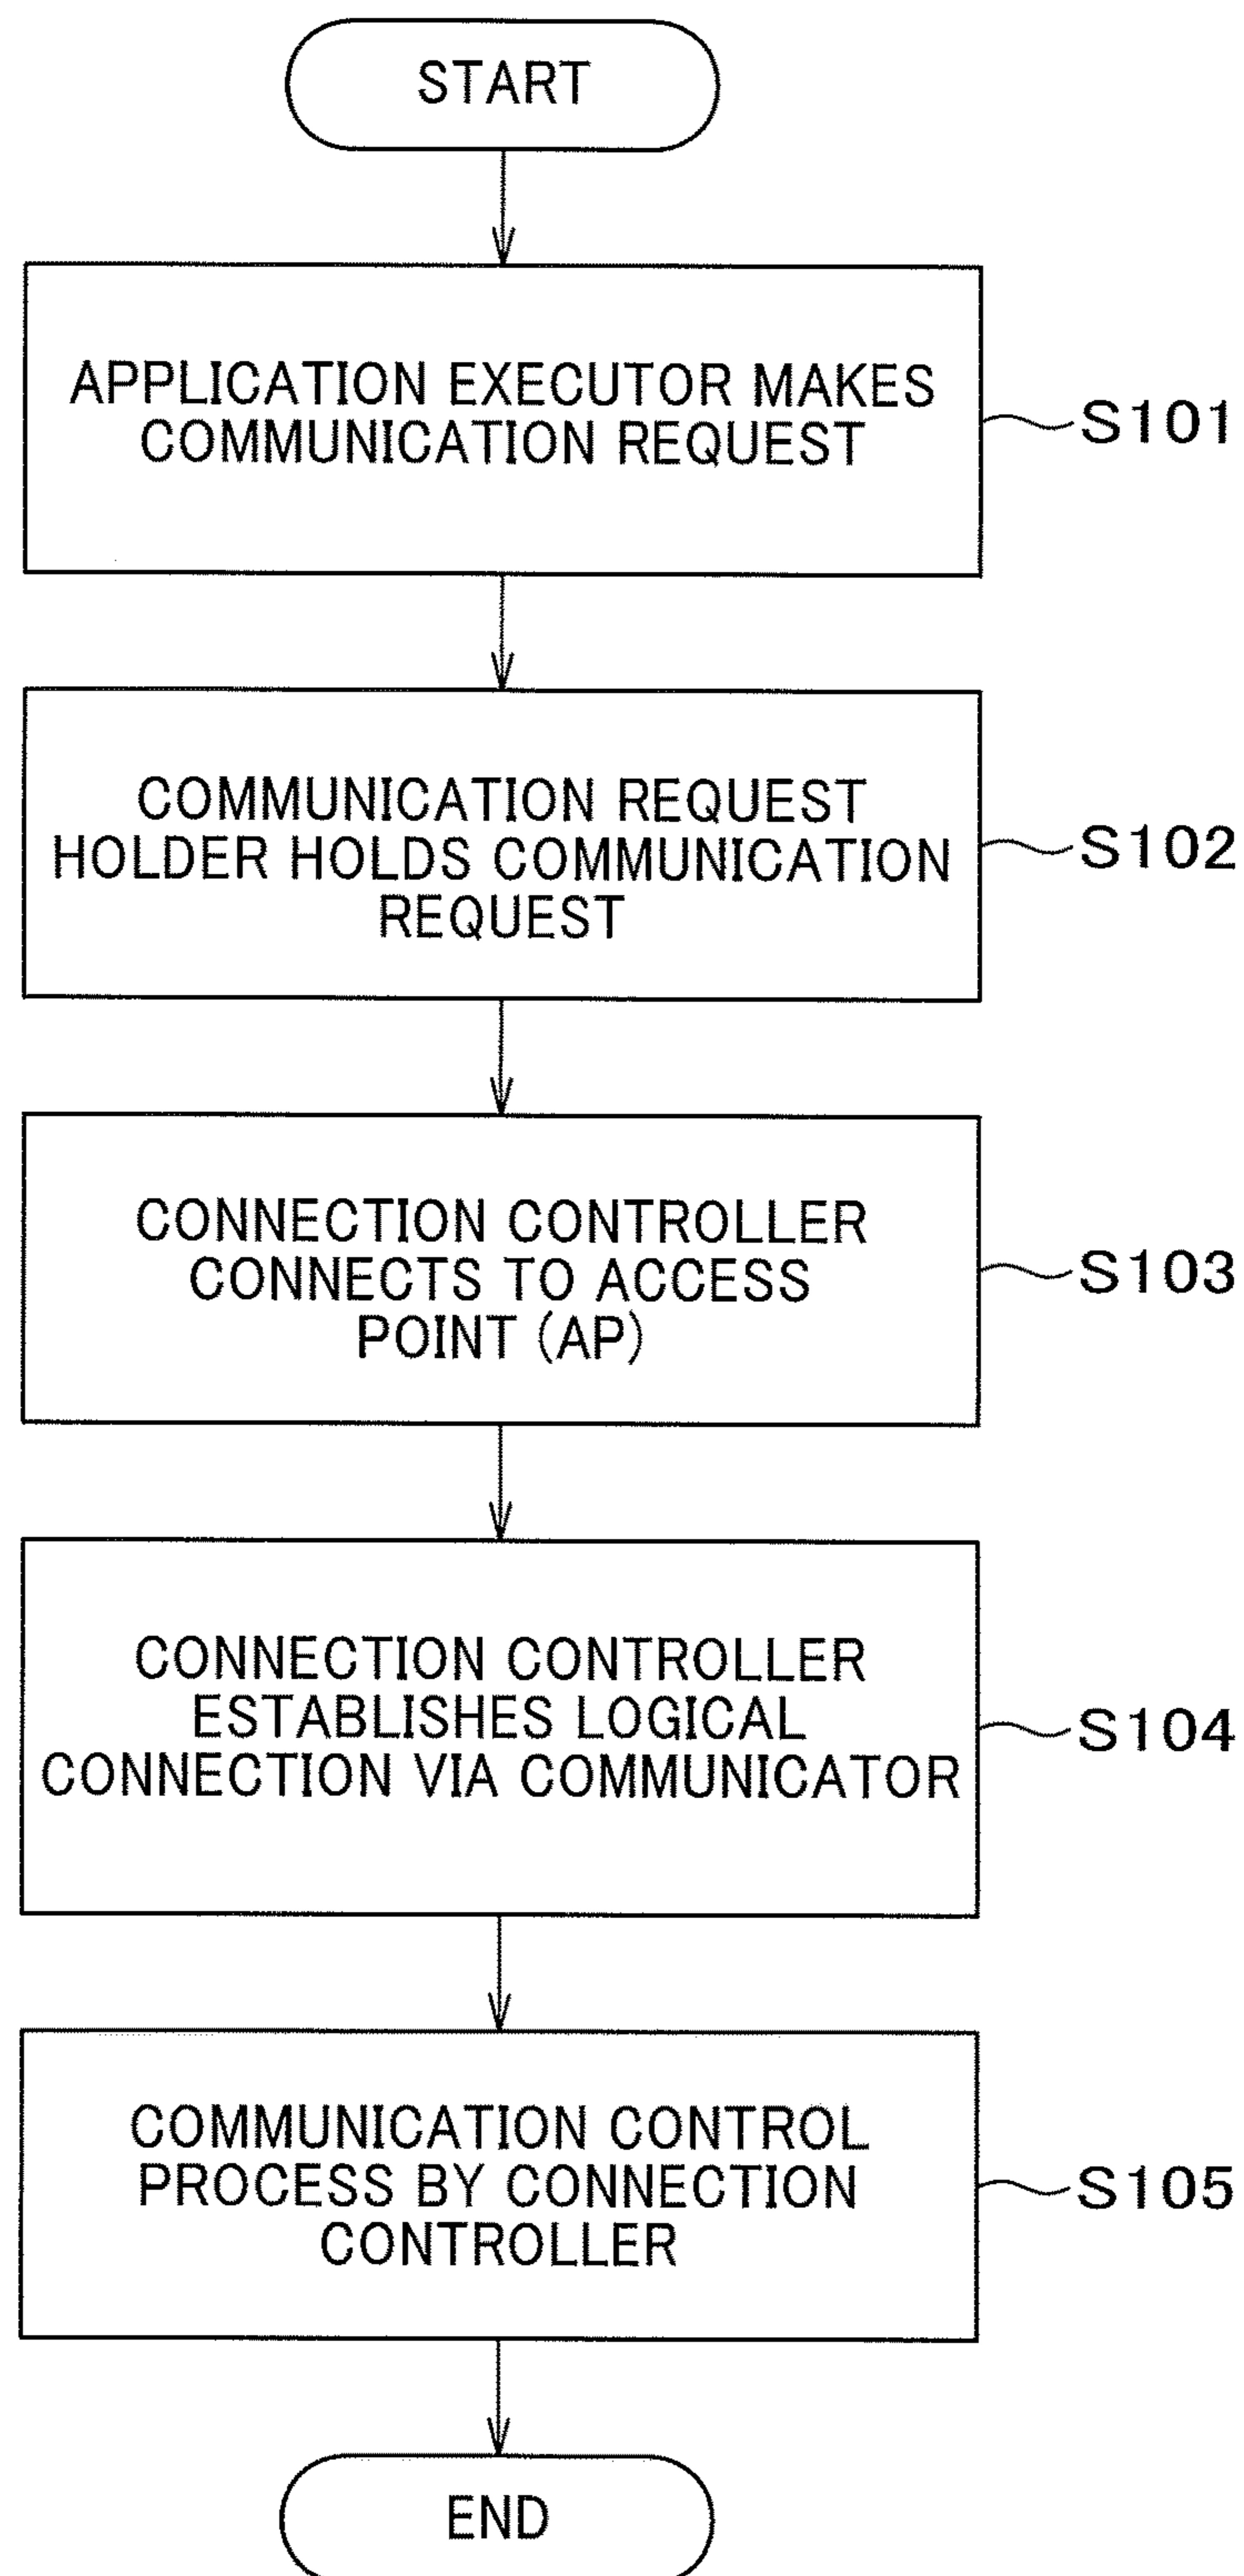 START
APPLICATION EXECUTOR MAKES
COMMUNICATION REQUEST
S101
COMMUNICATION REQUEST
HOLDER HOLDS COMMUNICATION
REQUEST
S102
CONNECTION CONTROLLER
CONNECTS TO ACCESS
POINT (AP)
S103
CONNECTION CONTROLLER
ESTABLISHES LOGICAL
CONNECTION VIA COMMUNICATOR
S104
COMMUNICATION CONTROL
PROCESS BY CONNECTION
CONTROLLER
S105
END